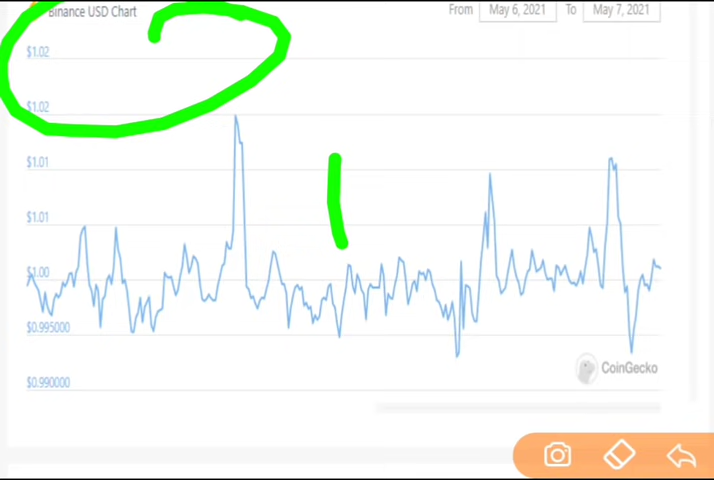 Binance USD Chart
From May 6, 2021 To May 7, 2021
$1.02
$1.02
$1.01
$1.01
$1.00
$0.995000
$0.990000
CoinGecko